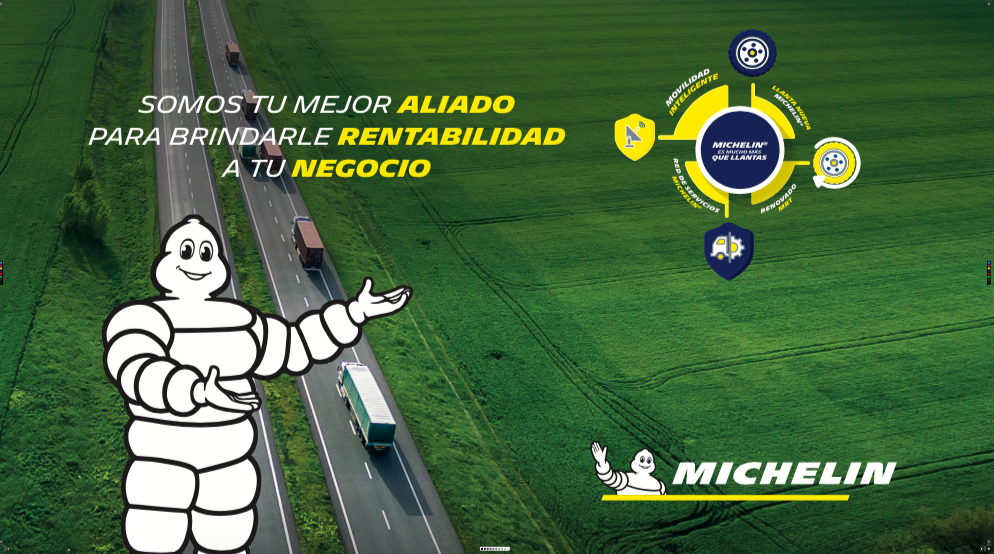 SOMOS TU MEJOR ALIADO
PARA BRINDARLE RENTABILIDAD
A TU NEGOCIO
MOVILIDAD
INTELIGENTE
LLANTA NUEVA
MICHELIN®
MICHELIN®
ES MUCHO MÁS
QUE LLANTAS
RED DE SERVICIOS
MICHELIN®
RENOVADO
MRT
MICHELIN